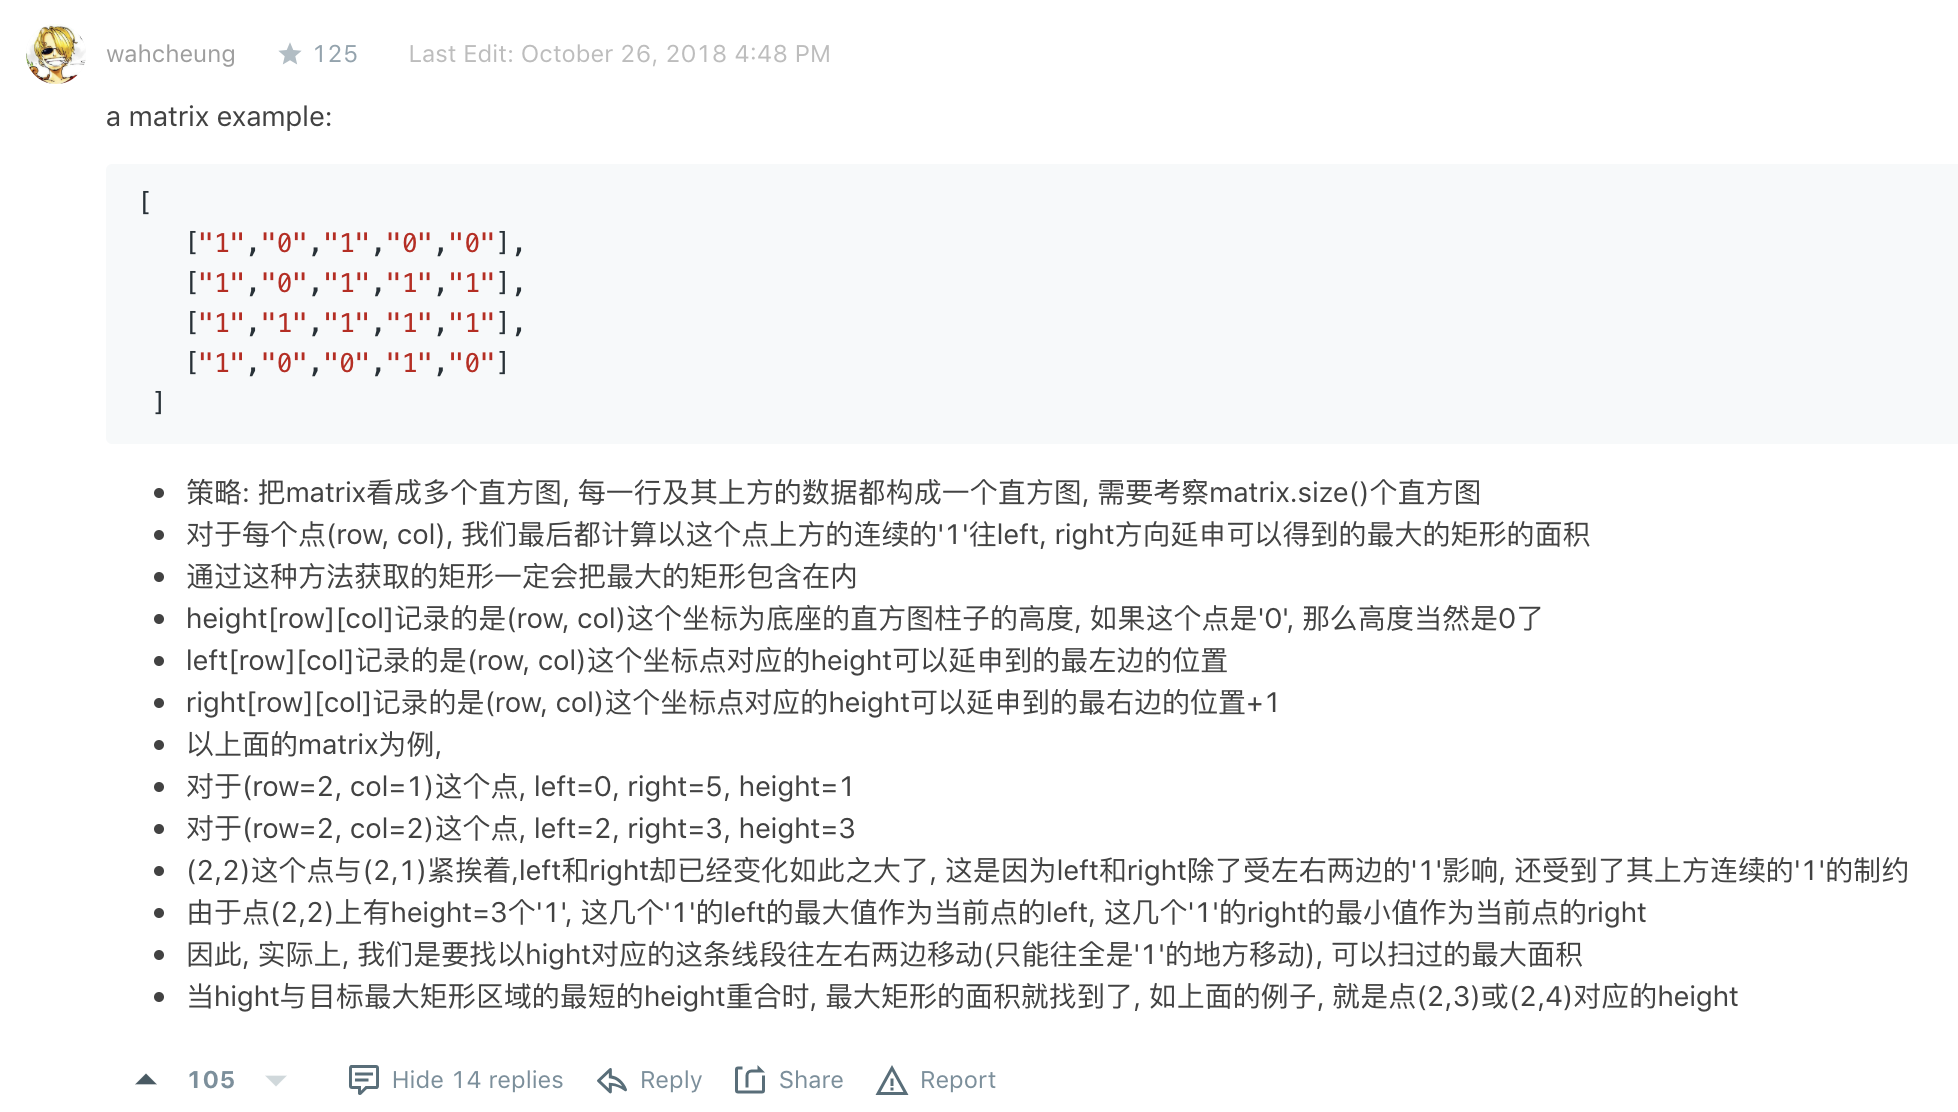 wahcheung ★ 125 Last Edit: October 26, 2018 4:48 PM
a matrix example:
[
["1","0","1","0","0"],
["1","0","1","1","1"],
["1","1","1","1","1"],
["1","0","0","1","0"]
]
• 策略: 把matrix看成多个直方图, 每一行及其上方的数据都构成一个直方图, 需要考察matrix.size()个直方图
• 对于每个点(row, col), 我们最后都计算以这个点上方的连续的'1'往left, right方向延申可以得到的最大的矩形的面积
• 通过这种方法获取的矩形一定会把最大的矩形包含在内
• height[row][col]记录的是(row, col)这个坐标为底座的直方图柱子的高度, 如果这个点是'0', 那么高度当然是0了
• left[row][col]记录的是(row, col)这个坐标点对应的height可以延申到的最左边的位置
• right[row][col]记录的是(row, col)这个坐标点对应的height可以延申到的最右边的位置+1
• 以上面的matrix为例,
• 对于(row=2, col=1)这个点, left=0, right=5, height=1
• 对于(row=2, col=2)这个点, left=2, right=3, height=3
• (2,2)这个点与(2,1)紧挨着,left和right却已经变化如此之大了, 这是因为left和right除了受左右两边的'1'影响, 还受到了其上方连续的'1'的制约
• 由于点(2,2)上有height=3个'1', 这几个'1'的left的最大值作为当前点的left, 这几个'1'的right的最小值作为当前点的right
• 因此, 实际上, 我们是要找以hight对应的这条线段往左右两边移动(只能往全是'1'的地方移动), 可以扫过的最大面积
• 当hight与目标最大矩形区域的最短的height重合时, 最大矩形的面积就找到了, 如上面的例子, 就是点(2,3)或(2,4)对应的height
105 Hide 14 replies Reply Share Report